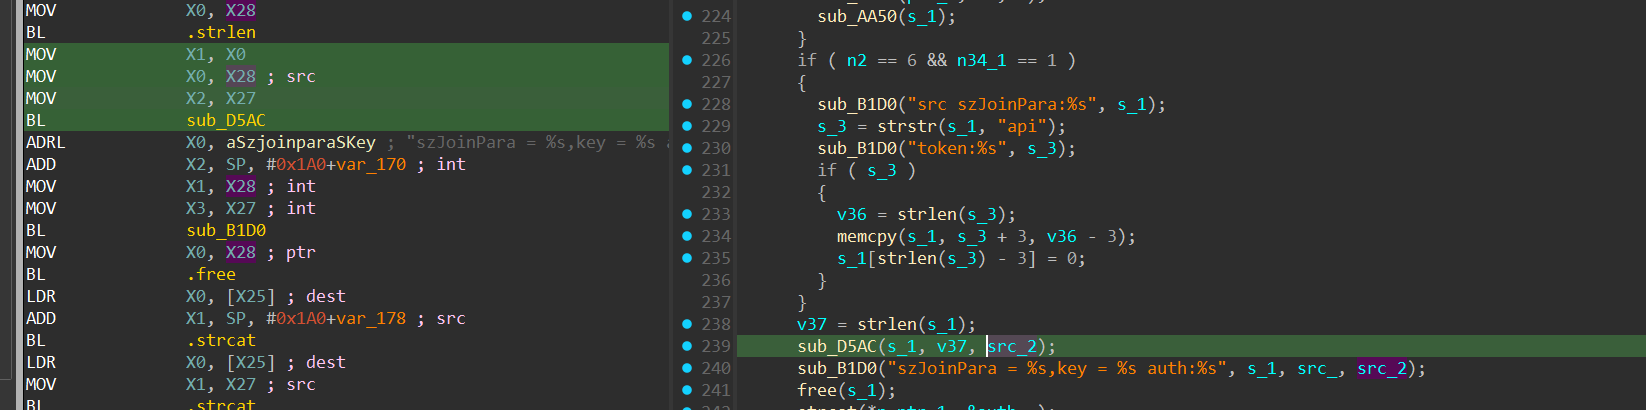 MOV X0, X28
BL .strlen
MOV X1, X0
MOV X0, X28 ; src
MOV X2, X27
BL sub_D5AC
ADRL X0, aSzjoinparaSKey ; "szJoinPara = %s,key = %s a
ADD X2, SP, #0x1A0+var_170 ; int
MOV X1, X28 ; int
MOV X3, X27 ; int
BL sub_B1D0
MOV X0, X28 ; ptr
BL .free
LDR X0, [X25] ; dest
ADD X1, SP, #0x1A0+var_178 ; src
BL .strcat
LDR X0, [X25] ; dest
MOV X1, X27 ; src
BL .strcat
224 sub_AA50(s_1);
225 }
226 if ( n2 == 6 && n34_1 == 1 )
227 {
228 sub_B1D0("src szJoinPara:%s", s_1);
229 s_3 = strstr(s_1, "api");
230 sub_B1D0("token:%s", s_3);
231 if ( s_3 )
232 {
233 v36 = strlen(s_3);
234 memcpy(s_1, s_3 + 3, v36 - 3);
235 s_1[strlen(s_3) - 3] = 0;
236 }
237 }
238 v37 = strlen(s_1);
239 sub_D5AC(s_1, v37, src_2);
240 sub_B1D0("szJoinPara = %s,key = %s auth:%s", s_1, src_, src_2);
241 free(s_1);